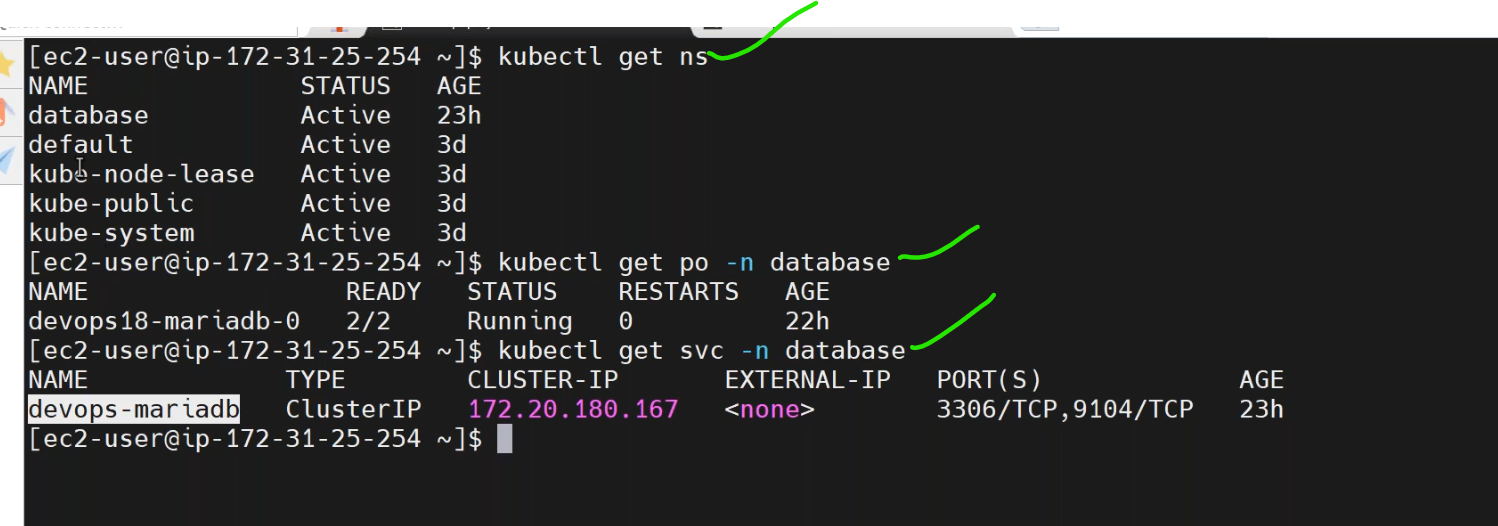 [ec2-user@ip-172-31-25-254 ~]$ kubectl get ns
NAME STATUS AGE
database Active 23h
default Active 3d
kube-node-lease Active 3d
kube-public Active 3d
kube-system Active 3d
[ec2-user@ip-172-31-25-254 ~]$ kubectl get po -n database
NAME READY STATUS RESTARTS AGE
devops18-mariadb-0 2/2 Running 0 22h
[ec2-user@ip-172-31-25-254 ~]$ kubectl get svc -n database
NAME TYPE CLUSTER-IP EXTERNAL-IP PORT(S) AGE
devops-mariadb ClusterIP 172.20.180.167 <none> 3306/TCP,9104/TCP 23h
[ec2-user@ip-172-31-25-254 ~]$